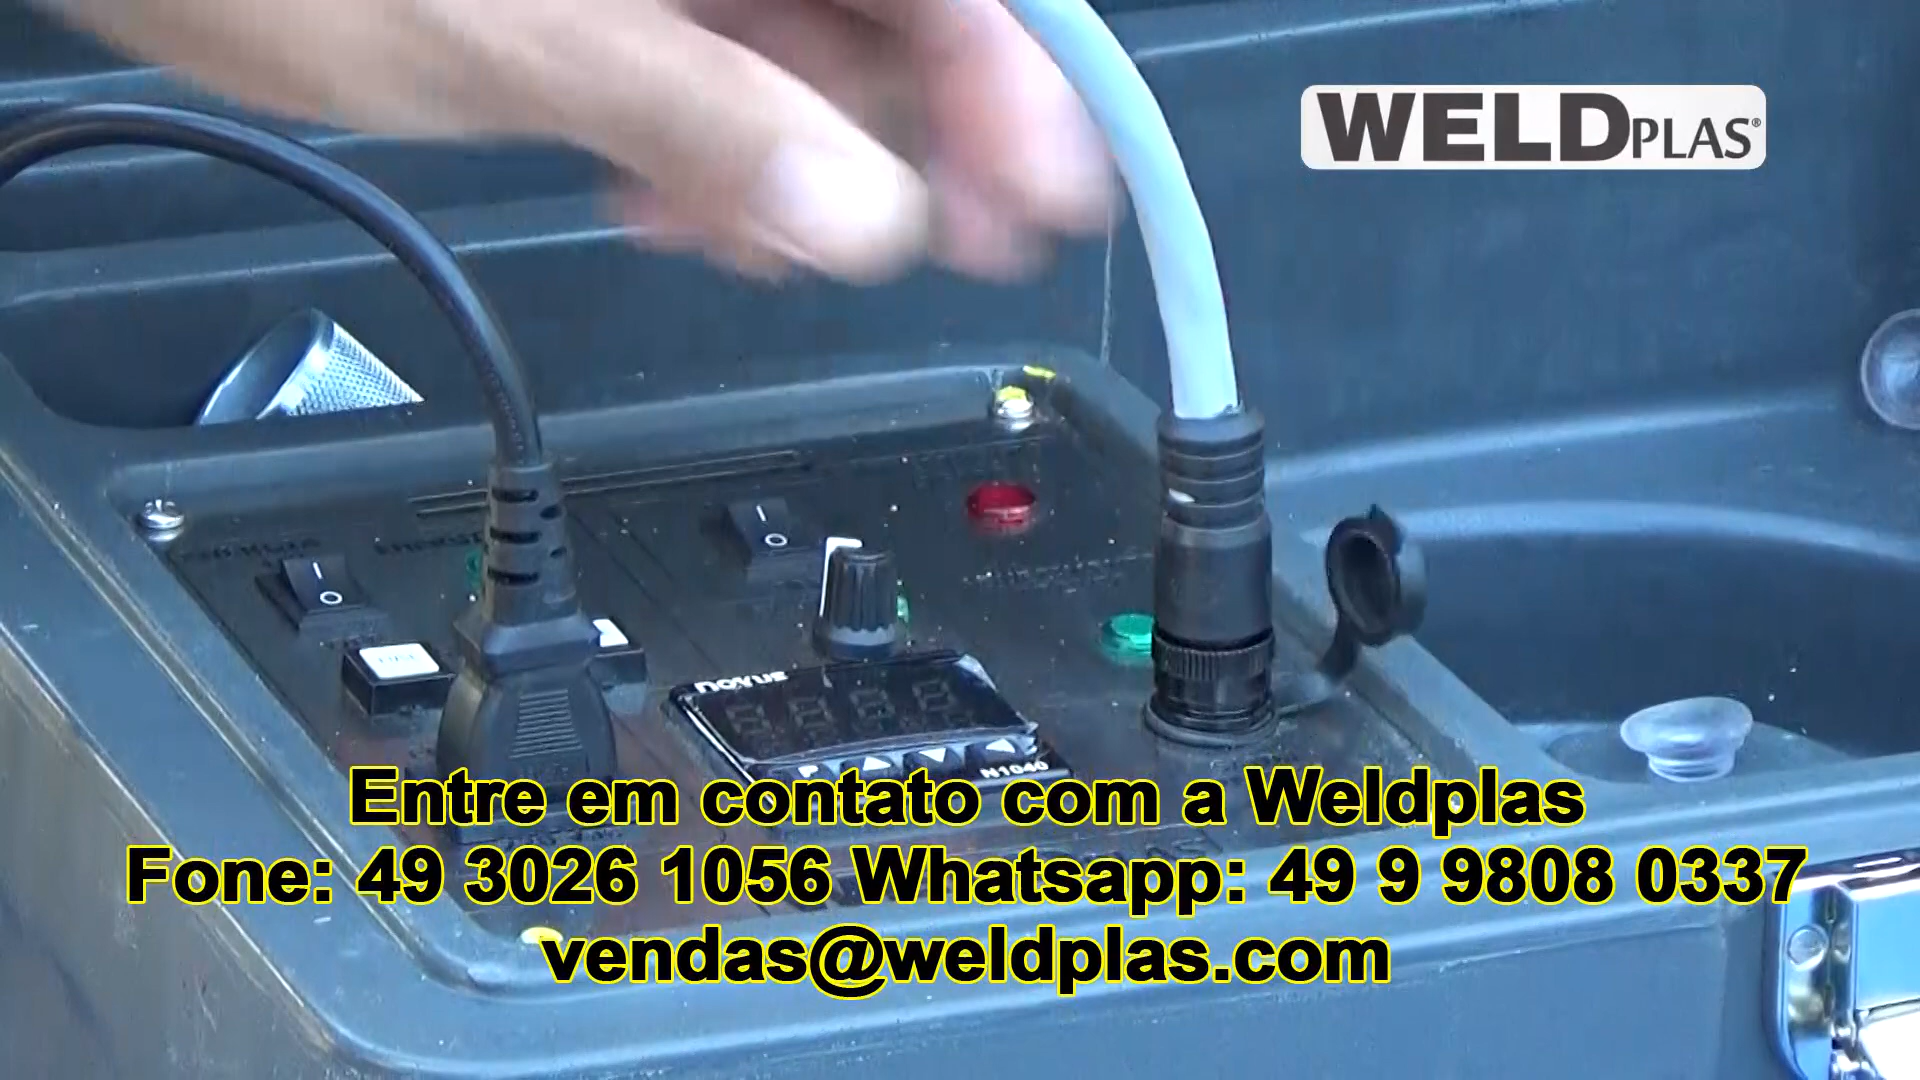 WELDPLAS®
novus
P
N1040
Entre em contato com a Weldplas
Fone: 49 3026 1056 Whatsapp: 49 9 9808 0337
vendas@weldplas.com